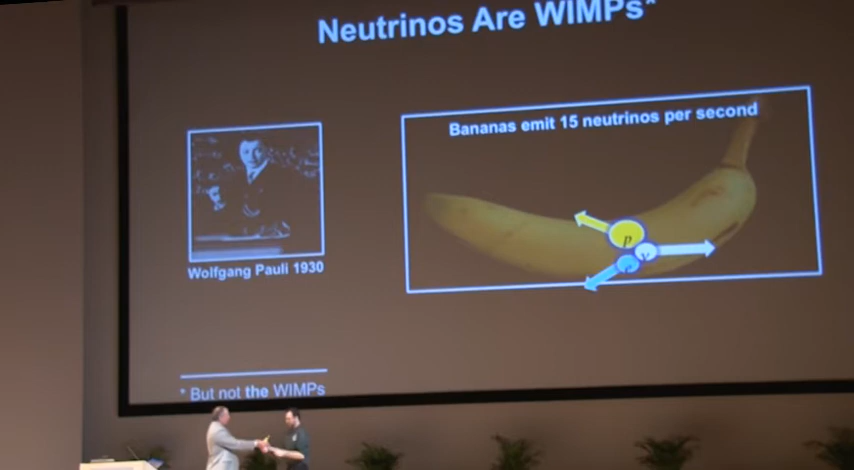 Neutrinos Are WIMPs*
Bananas emit 15 neutrinos per second
p
Wolfgang Pauli 1930
* But not the WIMPs